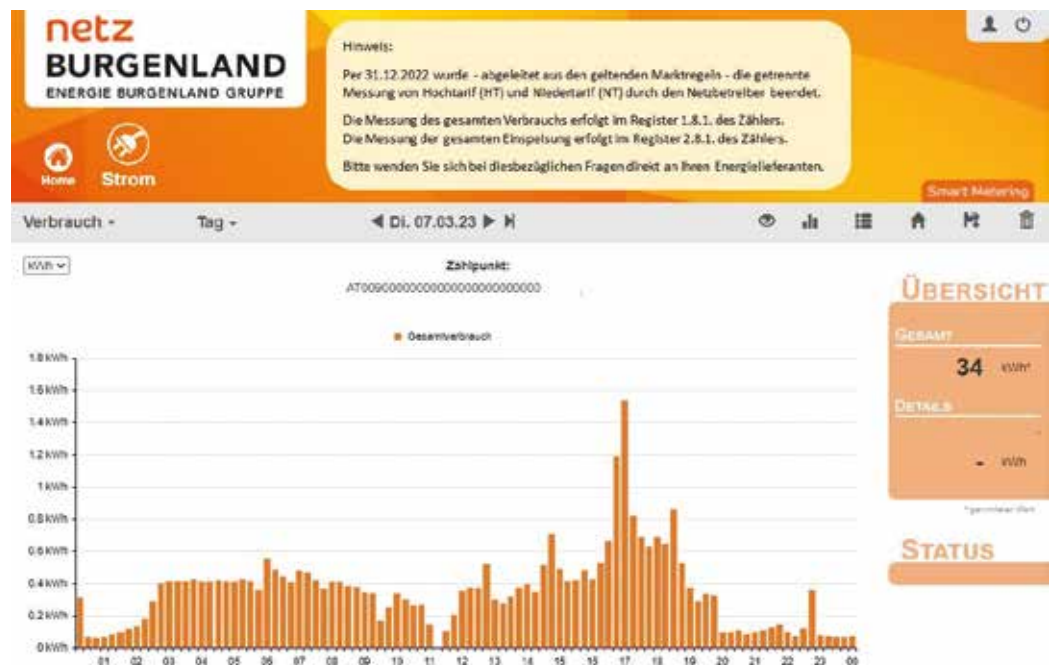 netz
BURGENLAND
ENERGIE BURGENLAND GRUPPE
Home
Strom
Hinweis:
Per 31.12.2022 wurde - abgeleitet aus den geltenden Marktregeln - die getrennte
Messung von Hochtarif (HT) und Niedertarif (NT) durch den Netzbetreiber beendet.
Die Messung des gesamten Verbrauchs erfolgt im Register 1.8.1. des Zählers.
Die Messung der gesamten Einspeisung erfolgt im Register 2.8.1. des Zählers.
Bitte wenden Sie sich bei diesbezüglichen Fragen direkt an Ihren Energielieferanten.
Smart Metering
Verbrauch
Tag
Di. 07.03.23
kWh
Zählpunkt:
Gesamtverbrauch
1.8 kWh
1.6 kWh
1.4 kWh
1.2 kWh
1 kWh
0.8 kWh
0.6 kWh
0.4 kWh
0.2 kWh
0 kWh
01 02 03 04 05 06 07 08 09 10 11 12 13 14 15 16 17 18 19 20 21 22 23 00
ÜBERSICHT
GESAMT
34 kWh*
DETAILS
- kWh
STATUS